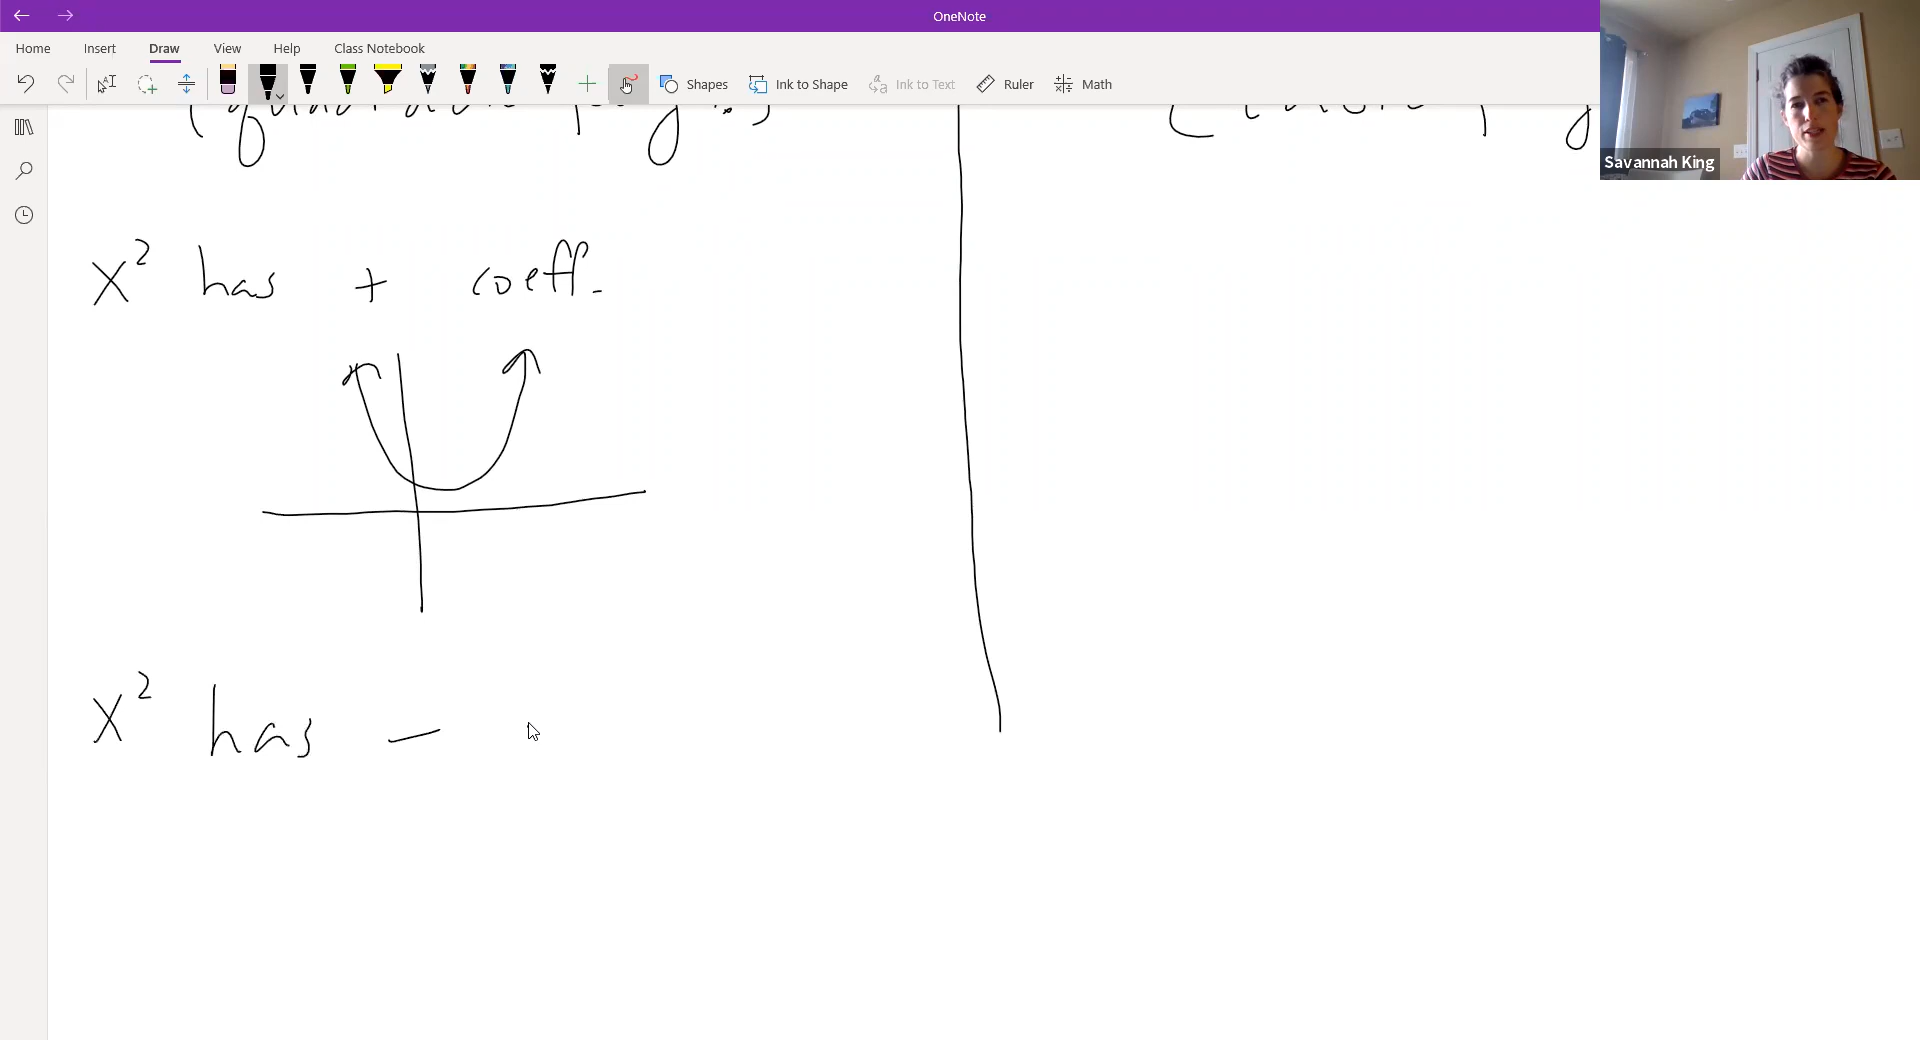 OneNote
Home Insert Draw View Help Class Notebook
Shapes Ink to Shape Ink to Text Ruler Math
Savannah King
X² has + coeff.
X² has –